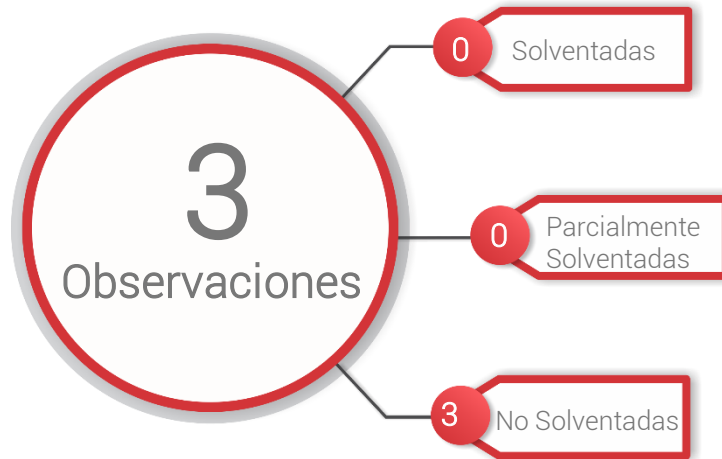 3
Observaciones
0
Solventadas
0
Parcialmente
Solventadas
3
No Solventadas